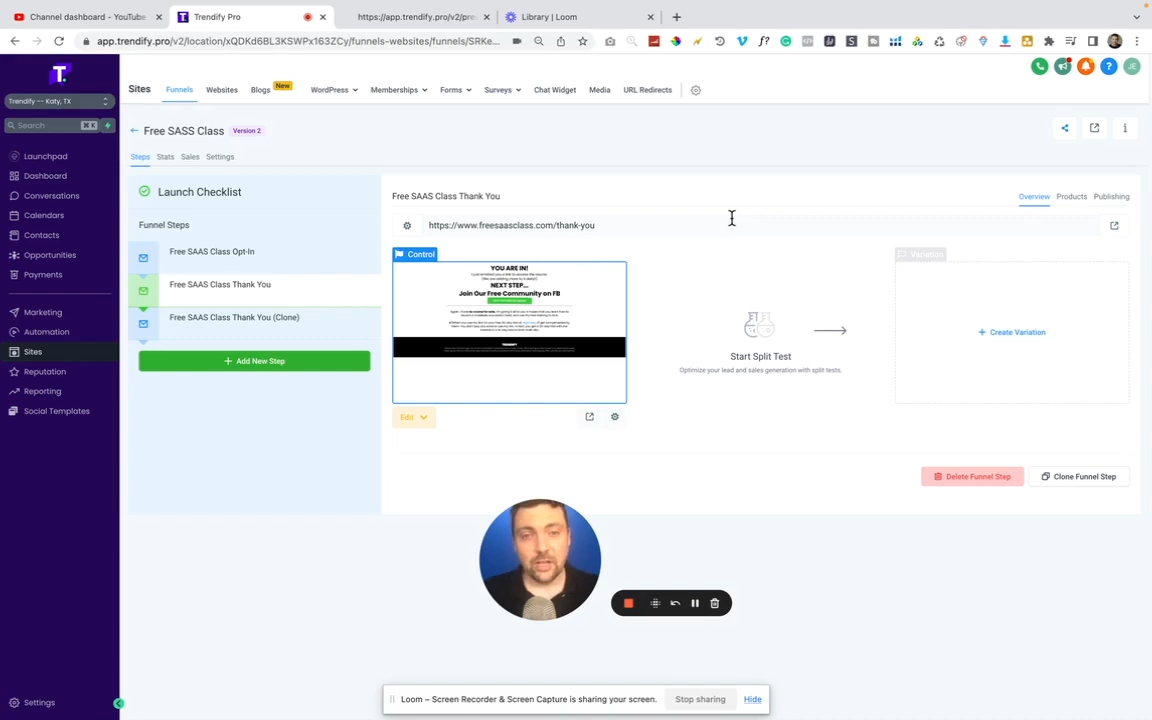 Channel dashboard - YouTube
Trendify Pro
https://app.trendify.pro/v2/pre
Library | Loom
app.trendify.pro/v2/location/xQDKd6BL3KSWPx163ZCy/funnels-websites/funnels/SRKe...
T.
Trendify -- Katy, TX
Search
⌘ K
Launchpad
Dashboard
Conversations
Calendars
Contacts
Opportunities
Payments
Marketing
Automation
Sites
Reputation
Reporting
Social Templates
Settings
Sites
Funnels
Websites
Blogs
New
WordPress
Memberships
Forms
Surveys
Chat Widget
Media
URL Redirects
JE
Free SASS Class
Version 2
Steps
Stats
Sales
Settings
Launch Checklist
Funnel Steps
Free SAAS Class Opt-In
Free SAAS Class Thank You
Free SAAS Class Thank You (Clone)
+ Add New Step
Free SAAS Class Thank You
Overview
Products
Publishing
https://www.freesaasclass.com/thank-you
Control
YOU ARE IN!
NEXT STEP...
Join Our Free Community on FB
Edit
Start Split Test
Optimize your lead and sales generation with split tests.
Variation
+ Create Variation
Delete Funnel Step
Clone Funnel Step
Loom – Screen Recorder & Screen Capture is sharing your screen.
Stop sharing
Hide